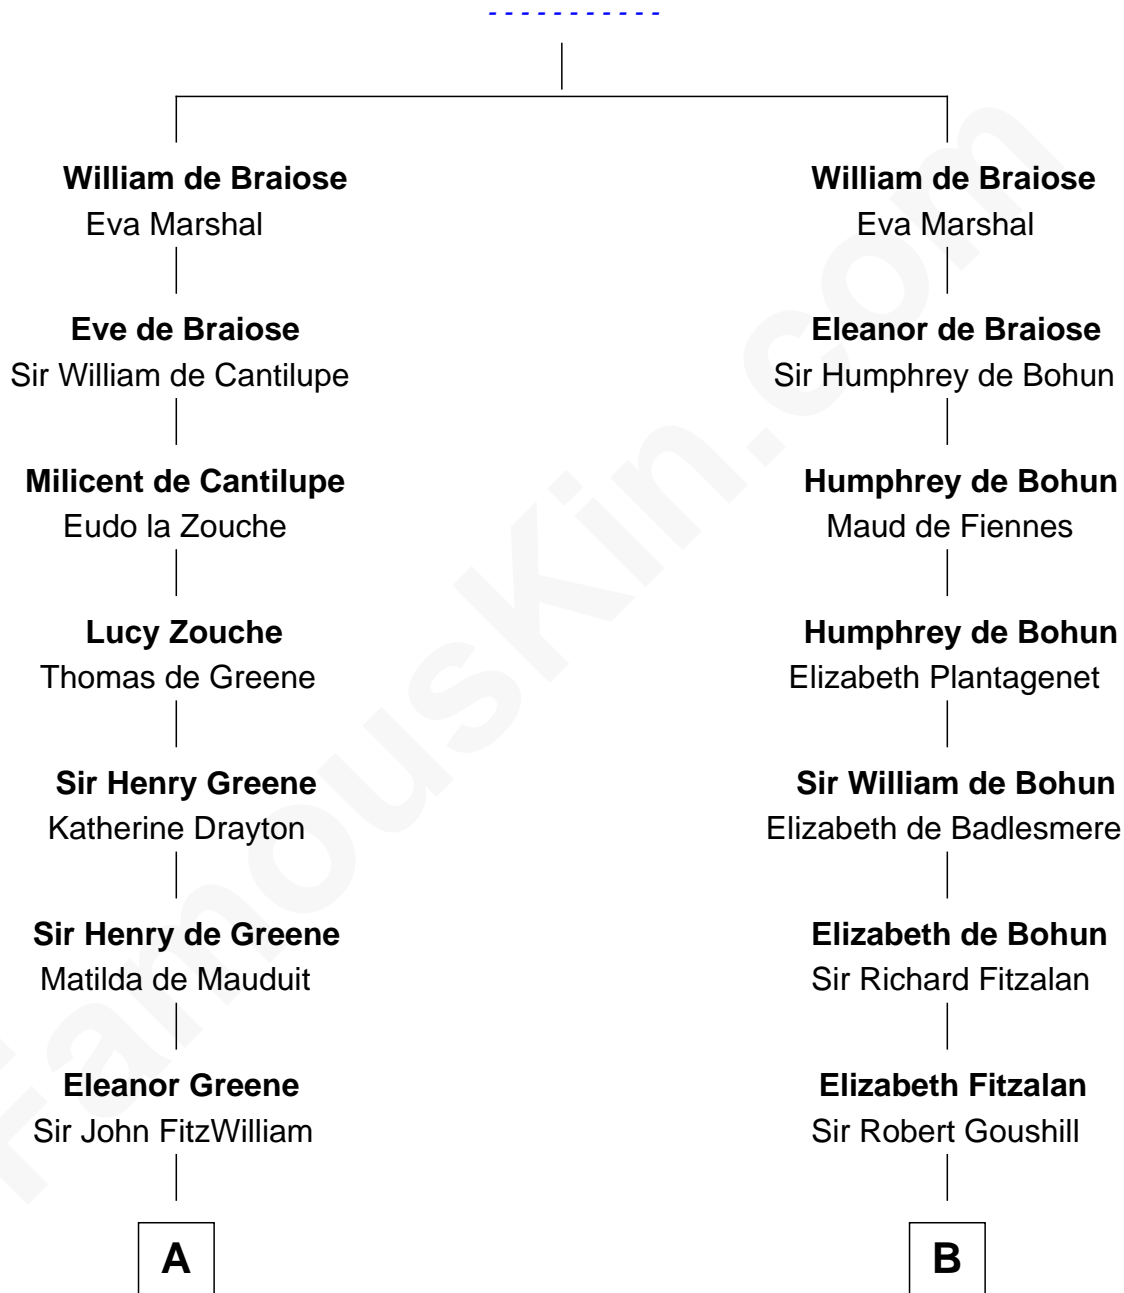 - - - - - - - - - - -
William de Braiose
Eva Marshal
Eve de Braiose
Sir William de Cantilupe
Milicent de Cantilupe
Eudo la Zouche
Lucy Zouche
Thomas de Greene
Sir Henry Greene
Katherine Drayton
Sir Henry de Greene
Matilda de Mauduit
Eleanor Greene
Sir John FitzWilliam
A
William de Braiose
Eva Marshal
Eleanor de Braiose
Sir Humphrey de Bohun
Humphrey de Bohun
Maud de Fiennes
Humphrey de Bohun
Elizabeth Plantagenet
Sir William de Bohun
Elizabeth de Badlesmere
Elizabeth de Bohun
Sir Richard Fitzalan
Elizabeth Fitzalan
Sir Robert Goushill
B
FamousKin.com